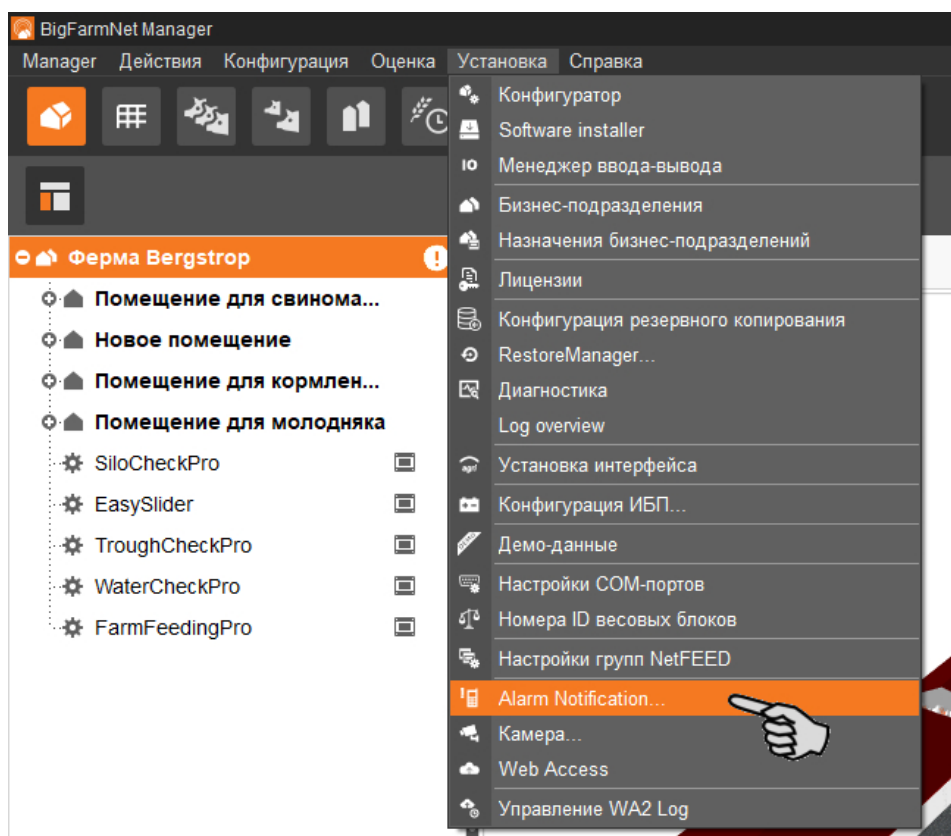 BigFarmNet Manager
Manager Действия Конфигурация Оценка Установка Справка
Конфигуратор
Software installer
IO Менеджер ввода-вывода
Бизнес-подразделения
Назначения бизнес-подразделений
Лицензии
Конфигурация резервного копирования
RestoreManager...
Диагностика
Log overview
agri Установка интерфейса
Конфигурация ИБП...
DEMO Демо-данные
Настройки COM-портов
Номера ID весовых блоков
Настройки групп NetFEED
Alarm Notification...
Камера...
Web Access
Управление WA2 Log
Ферма Bergstrop
Помещение для свинома...
Новое помещение
Помещение для кормлен...
Помещение для молодняка
SiloCheckPro
EasySlider
TroughCheckPro
WaterCheckPro
FarmFeedingPro